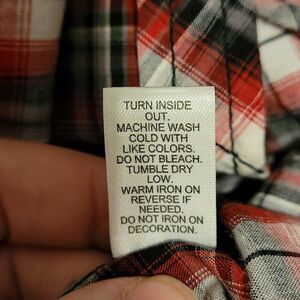 TURN INSIDE
OUT.
MACHINE WASH
COLD WITH
LIKE COLORS.
DO NOT BLEACH.
TUMBLE DRY
LOW.
WARM IRON ON
REVERSE IF
NEEDED.
DO NOT IRON ON
DECORATION.